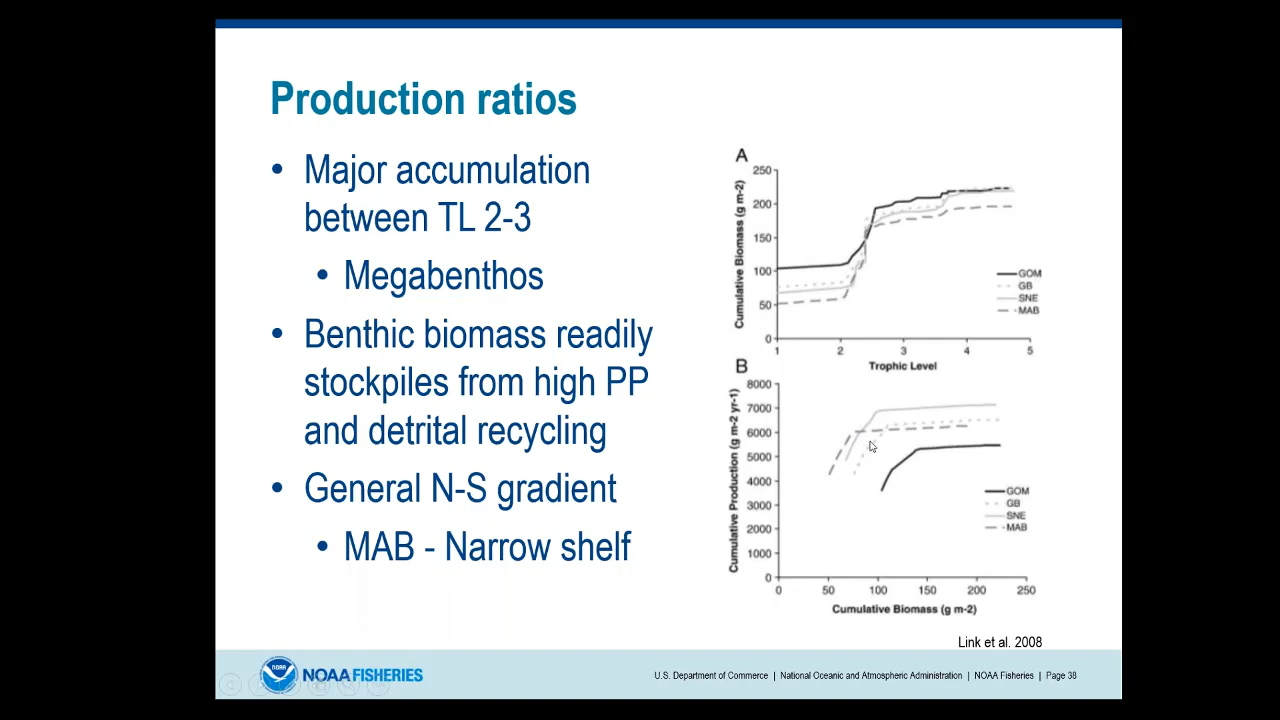 Production ratios
• Major accumulation
between TL 2-3
• Megabenthos
• Benthic biomass readily
stockpiles from high PP
and detrital recycling
• General N-S gradient
• MAB - Narrow shelf
A
Cumulative Biomass (g m-2)
250
200
150
100
50
0
1 2 3 4 5
Trophic Level
GOM
GB
SNE
MAB
B
Cumulative Production (g m-2 yr-1)
8000
7000
6000
5000
4000
3000
2000
1000
0
0 50 100 150 200 250
Cumulative Biomass (g m-2)
GOM
GB
SNE
MAB
Link et al. 2008
NOAA
NOAA FISHERIES
U.S. Department of Commerce | National Oceanic and Atmospheric Administration | NOAA Fisheries | Page 38